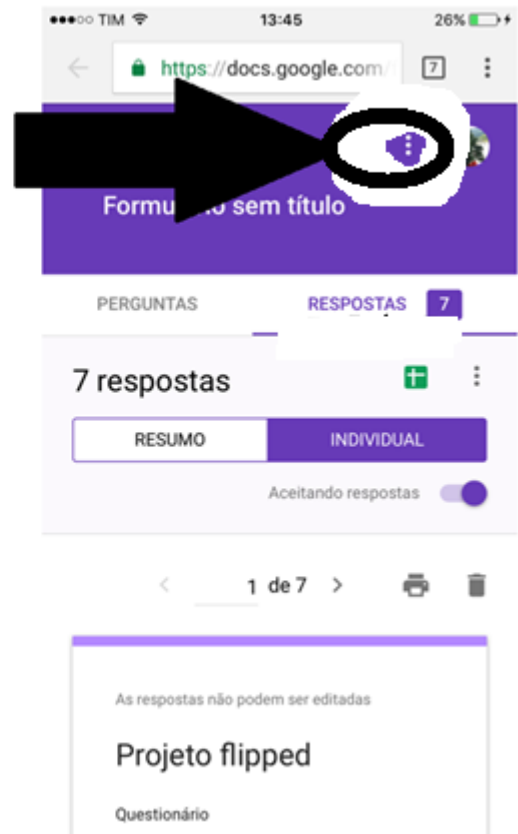 TIM 13:45 26%
https://docs.google.com/ 7
sem título
PERGUNTAS RESPOSTAS 7
7 respostas
RESUMO INDIVIDUAL
Aceitando respostas
1 de 7
As respostas não podem ser editadas
Projeto flipped
Questionário